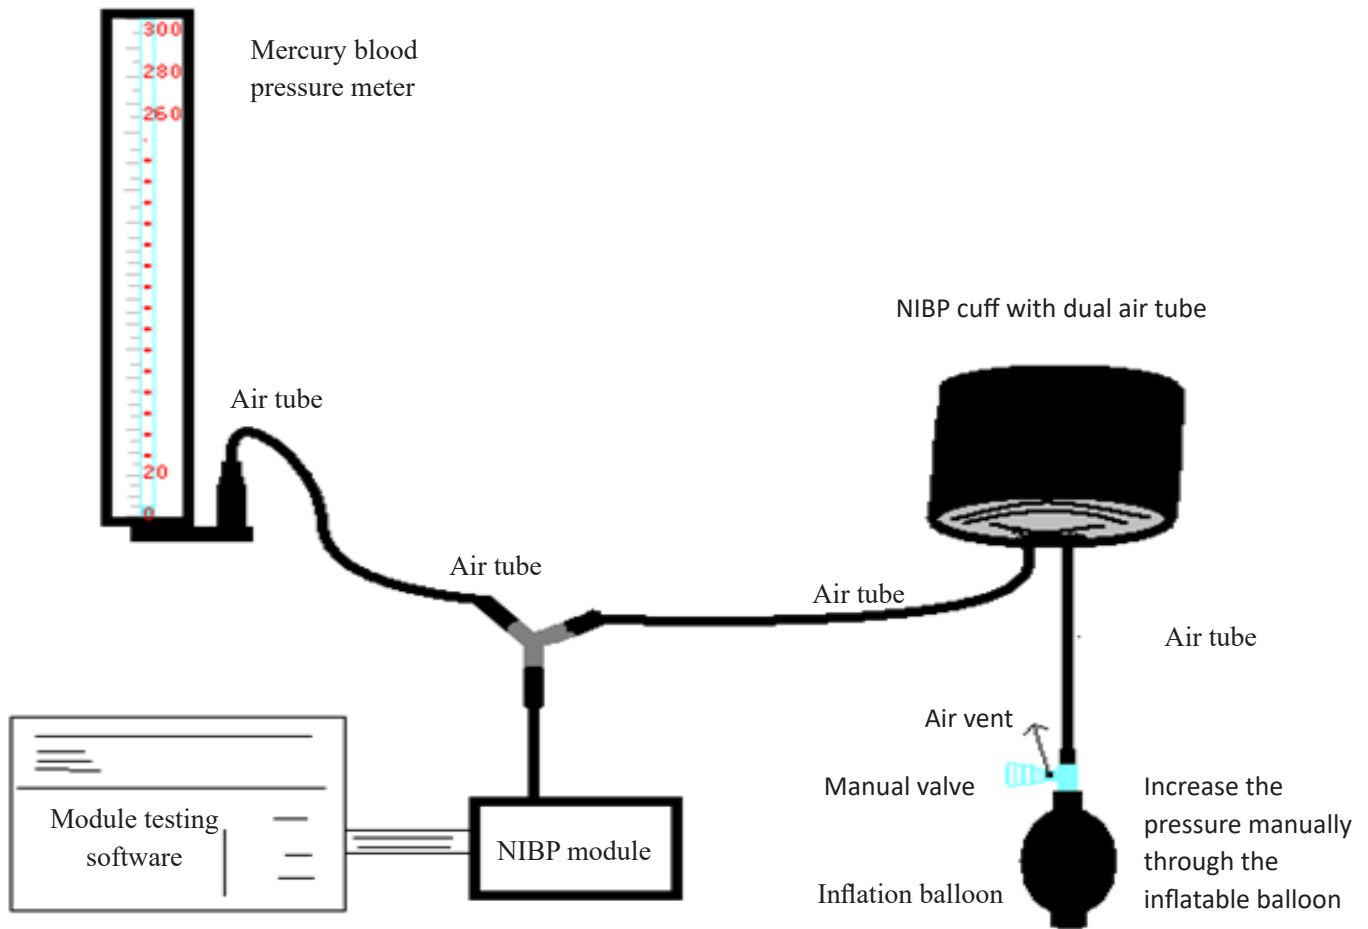 300
280
260
20
0
Mercury blood
pressure meter
Air tube
Air tube
NIBP cuff with dual air tube
Air tube
Air tube
Air vent
Manual valve
Increase the
pressure manually
through the
inflatable balloon
Inflation balloon
Module testing
software
NIBP module